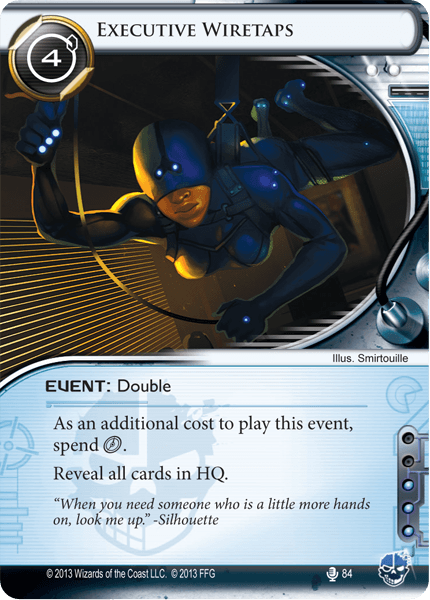 EXECUTIVE WIRETAPS
4
Illus. Smirtouille
EVENT: Double
As an additional cost to play this event,
spend .
Reveal all cards in HQ.
“When you need someone who is a little more hands
on, look me up.” -Silhouette
© 2013 Wizards of the Coast LLC. © 2013 FFG
84